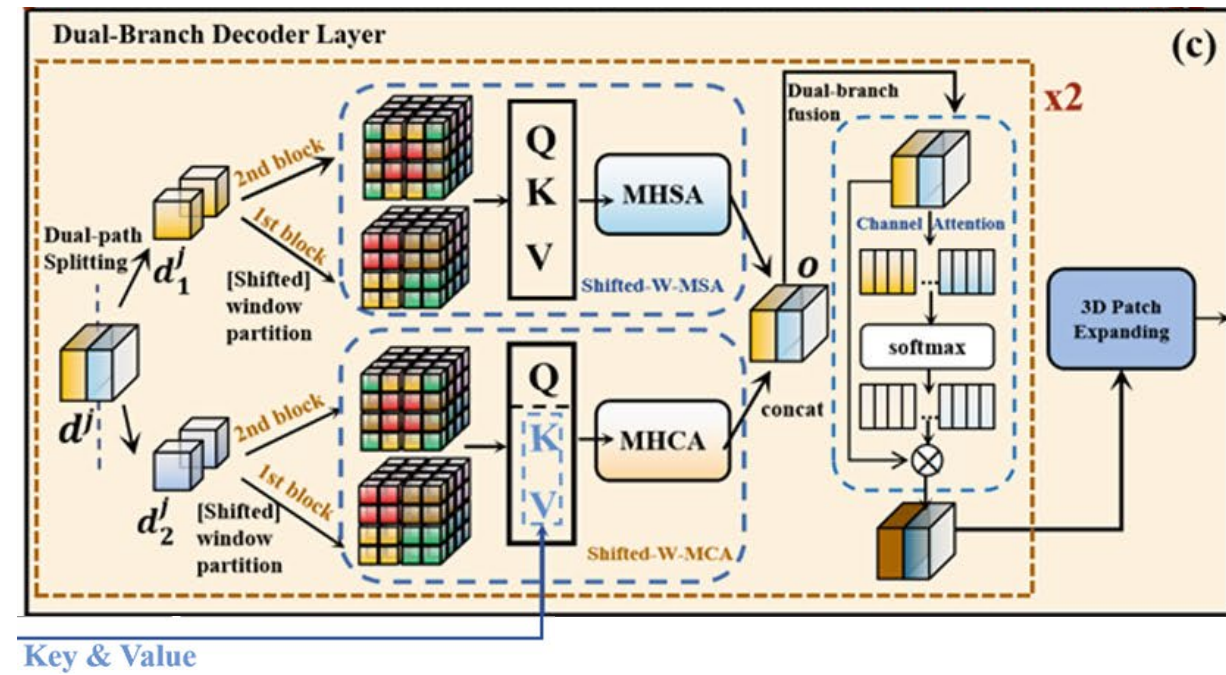 Dual-Branch Decoder Layer
(c)
x2
Dual-path
Splitting
d^j
d_1^j
2nd block
1st block
[Shifted]
window
partition
Q
K
V
MHSA
Shifted-W-MSA
d_2^j
2nd block
1st block
[Shifted]
window
partition
Q
K
V
MHCA
Shifted-W-MCA
Key & Value
O
concat
Dual-branch
fusion
Channel Attention
...
softmax
...
3D Patch
Expanding